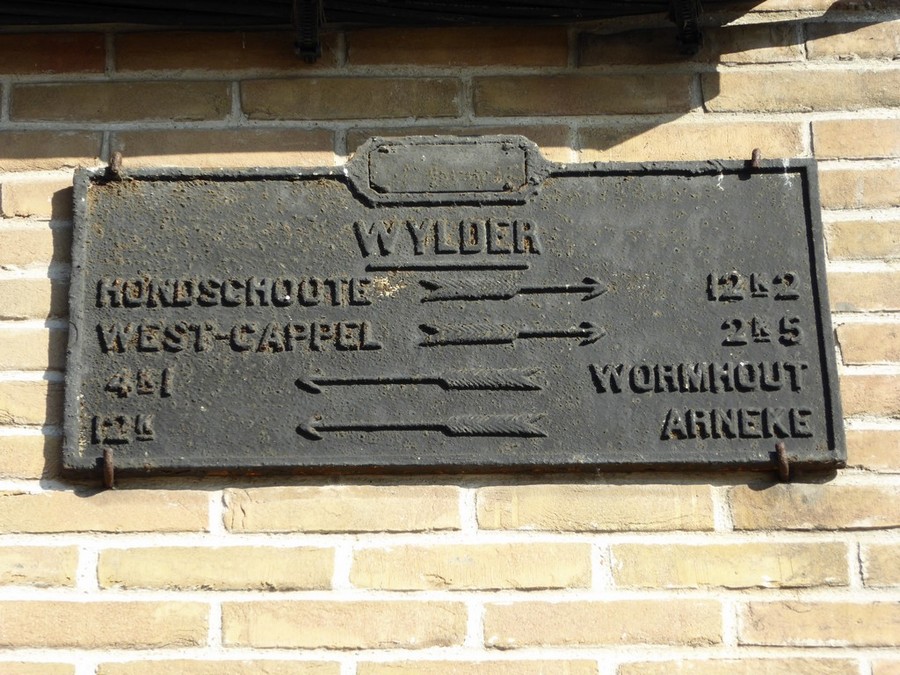 WYLDER
HONDSCHOOTE 12K2
WEST-CAPPEL 2K5
4K1 WORMHOUT
12K ARNEKE